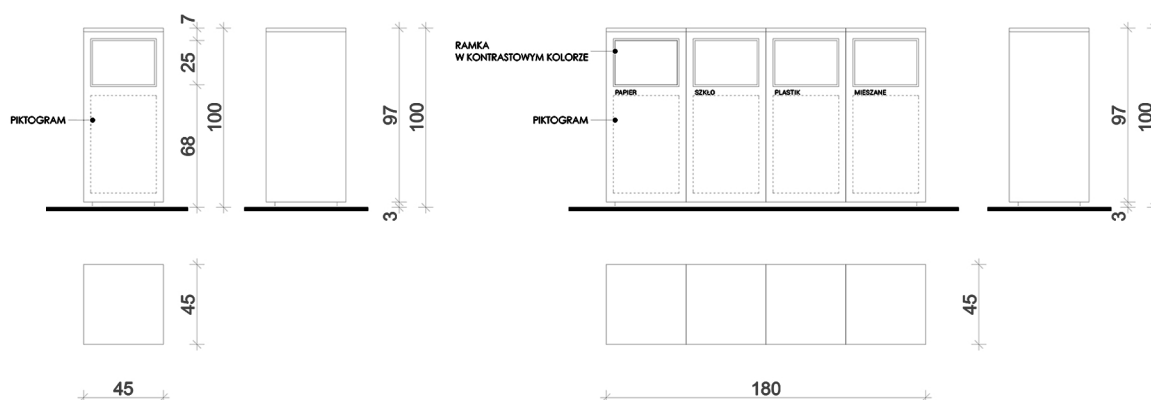 7
25
68
100
PIKTOGRAM
97
100
3
45
45
RAMKA
W KONTRASTOWYM KOLORZE
PAPIER SZKŁO PLASTIK MIESZANE
PIKTOGRAM
97
100
3
45
180